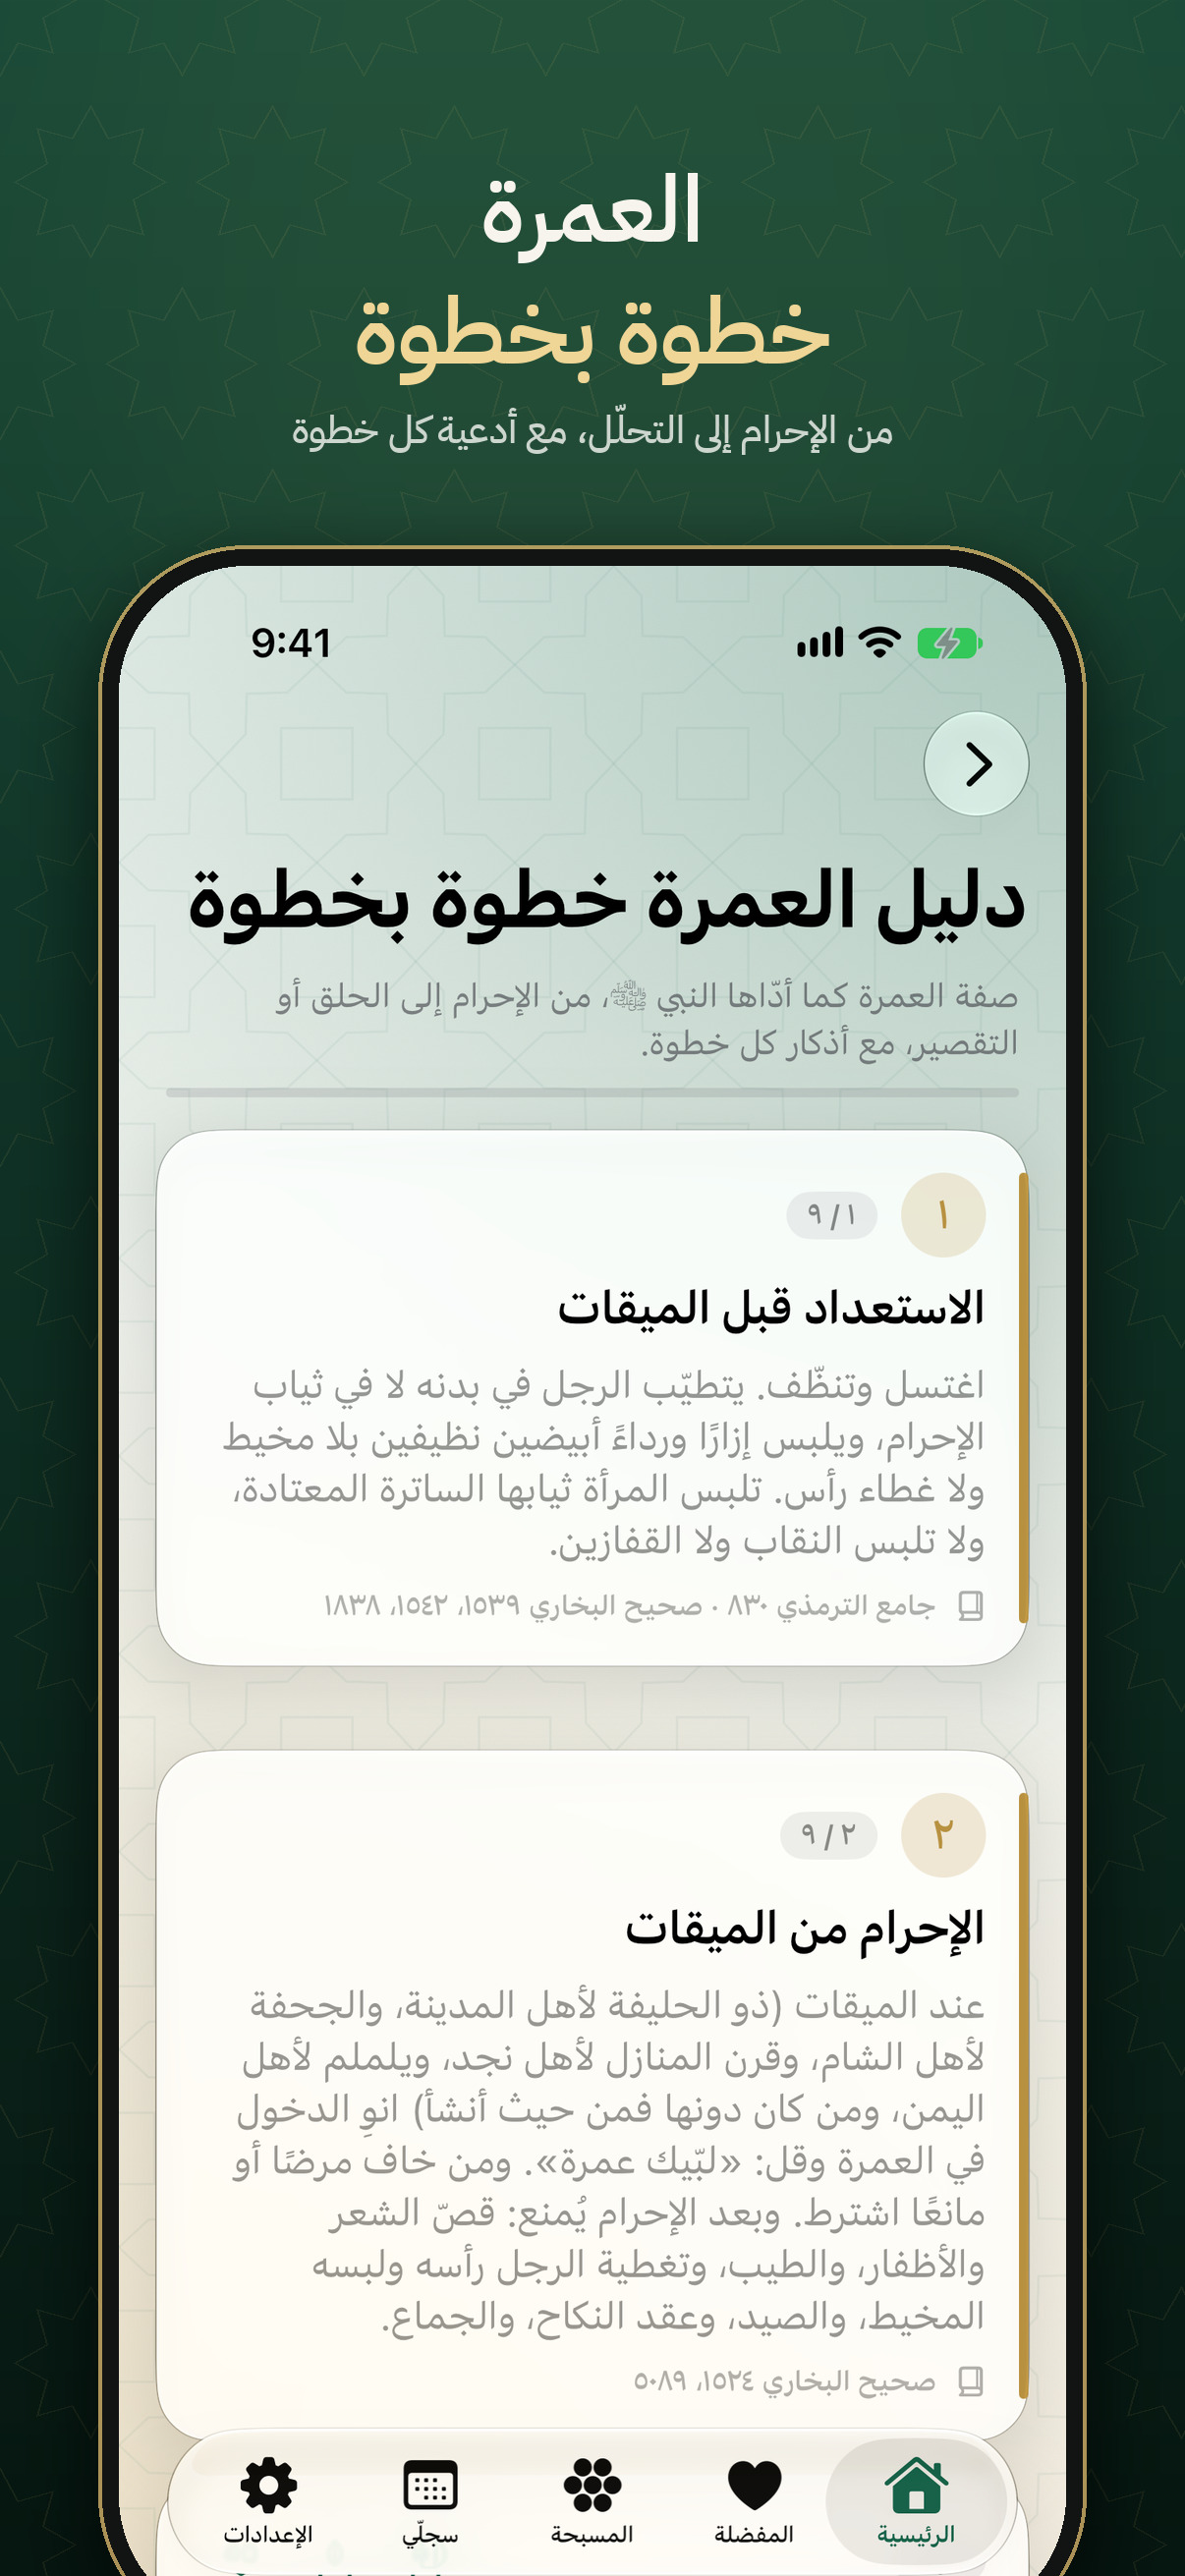 العمرة
خطوة بخطوة
من الإحرام إلى التحلّل، مع أدعية كل خطوة
9:41
دليل العمرة خطوة بخطوة
صفة العمرة كما أدّاها النبي ﷺ، من الإحرام إلى الحلق أو
التقصير، مع أذكار كل خطوة.
١
١ / ٩
الاستعداد قبل الميقات
اغتسل وتنظّف. يتطيّب الرجل في بدنه لا في ثياب
الإحرام، ويلبس إزارًا ورداءً أبيضين نظيفين بلا مخيط
ولا غطاء رأس. تلبس المرأة ثيابها الساترة المعتادة،
ولا تلبس النقاب ولا القفازين.
جامع الترمذي ٨٣٠ · صحيح البخاري ١٥٣٩، ١٥٤٢، ١٨٣٨
٢
٢ / ٩
الإحرام من الميقات
عند الميقات (ذو الحليفة لأهل المدينة، والجحفة
لأهل الشام، وقرن المنازل لأهل نجد، ويلملم لأهل
اليمن، ومن كان دونها فمن حيث أنشأ) انوِ الدخول
في العمرة وقل: «لبّيك عمرة». ومن خاف مرضًا أو
مانعًا اشترط. وبعد الإحرام يُمنع: قصّ الشعر
والأظفار، والطيب، وتغطية الرجل رأسه ولبسه
المخيط، والصيد، وعقد النكاح، والجماع.
صحيح البخاري ١٥٢٤، ٥٠٨٩
الرئيسية
المفضلة
المسبحة
سجلّي
الإعدادات